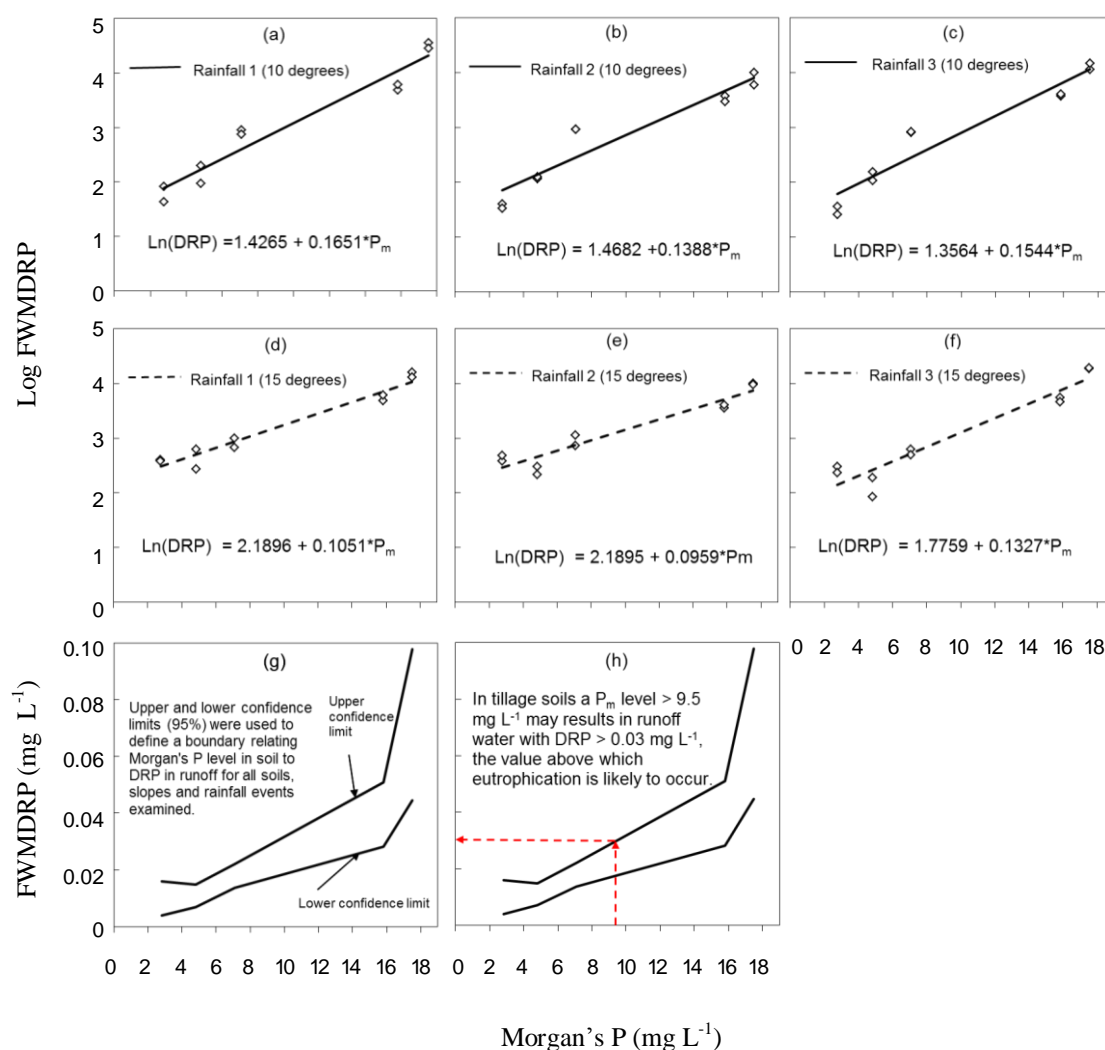 Log FWMDRP
5
4
3
2
1
0
(a)
Rainfall 1 (10 degrees)
Ln(DRP) =1.4265 + 0.1651*Pm
(b)
Rainfall 2 (10 degrees)
Ln(DRP) = 1.4682 +0.1388*Pm
(c)
Rainfall 3 (10 degrees)
Ln(DRP) = 1.3564 + 0.1544*Pm
5
4
3
2
1
0
(d)
Rainfall 1 (15 degrees)
Ln(DRP) = 2.1896 + 0.1051*Pm
(e)
Rainfall 2 (15 degrees)
Ln(DRP) = 2.1895 + 0.0959*Pm
(f)
Rainfall 3 (15 degrees)
Ln(DRP) = 1.7759 + 0.1327*Pm
0 2 4 6 8 10 12 14 16 18
FWMDRP (mg L-1)
0.10
0.08
0.06
0.04
0.02
0
(g)
Upper and lower confidence
limits (95%) were used to
define a boundary relating
Morgan's P level in soil to
DRP in runoff for all soils,
slopes and rainfall events
examined.
Upper
confidence
limit
Lower confidence limit
0 2 4 6 8 10 12 14 16 18
(h)
In tillage soils a Pm level > 9.5
mg L-1 may results in runoff
water with DRP > 0.03 mg L-1,
the value above which
eutrophication is likely to occur.
0 2 4 6 8 10 12 14 16 18
Morgan’s P (mg L-1)